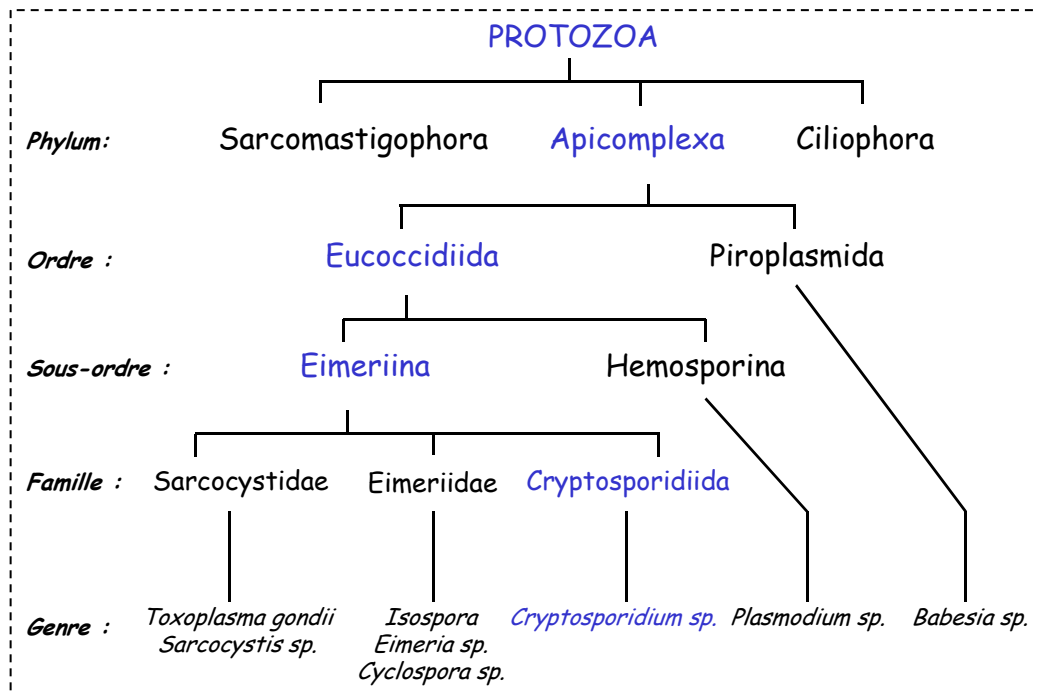 PROTOZOA
Phylum: Sarcomastigophora Apicomplexa Ciliophora
Ordre : Eucoccidiida Piroplasmida
Sous-ordre : Eimeriina Hemosporina
Famille : Sarcocystidae Eimeriidae Cryptosporidiida
Genre : Toxoplasma gondii Isospora Cryptosporidium sp. Plasmodium sp. Babesia sp.
Sarcocystis sp. Eimeria sp.
Cyclospora sp.